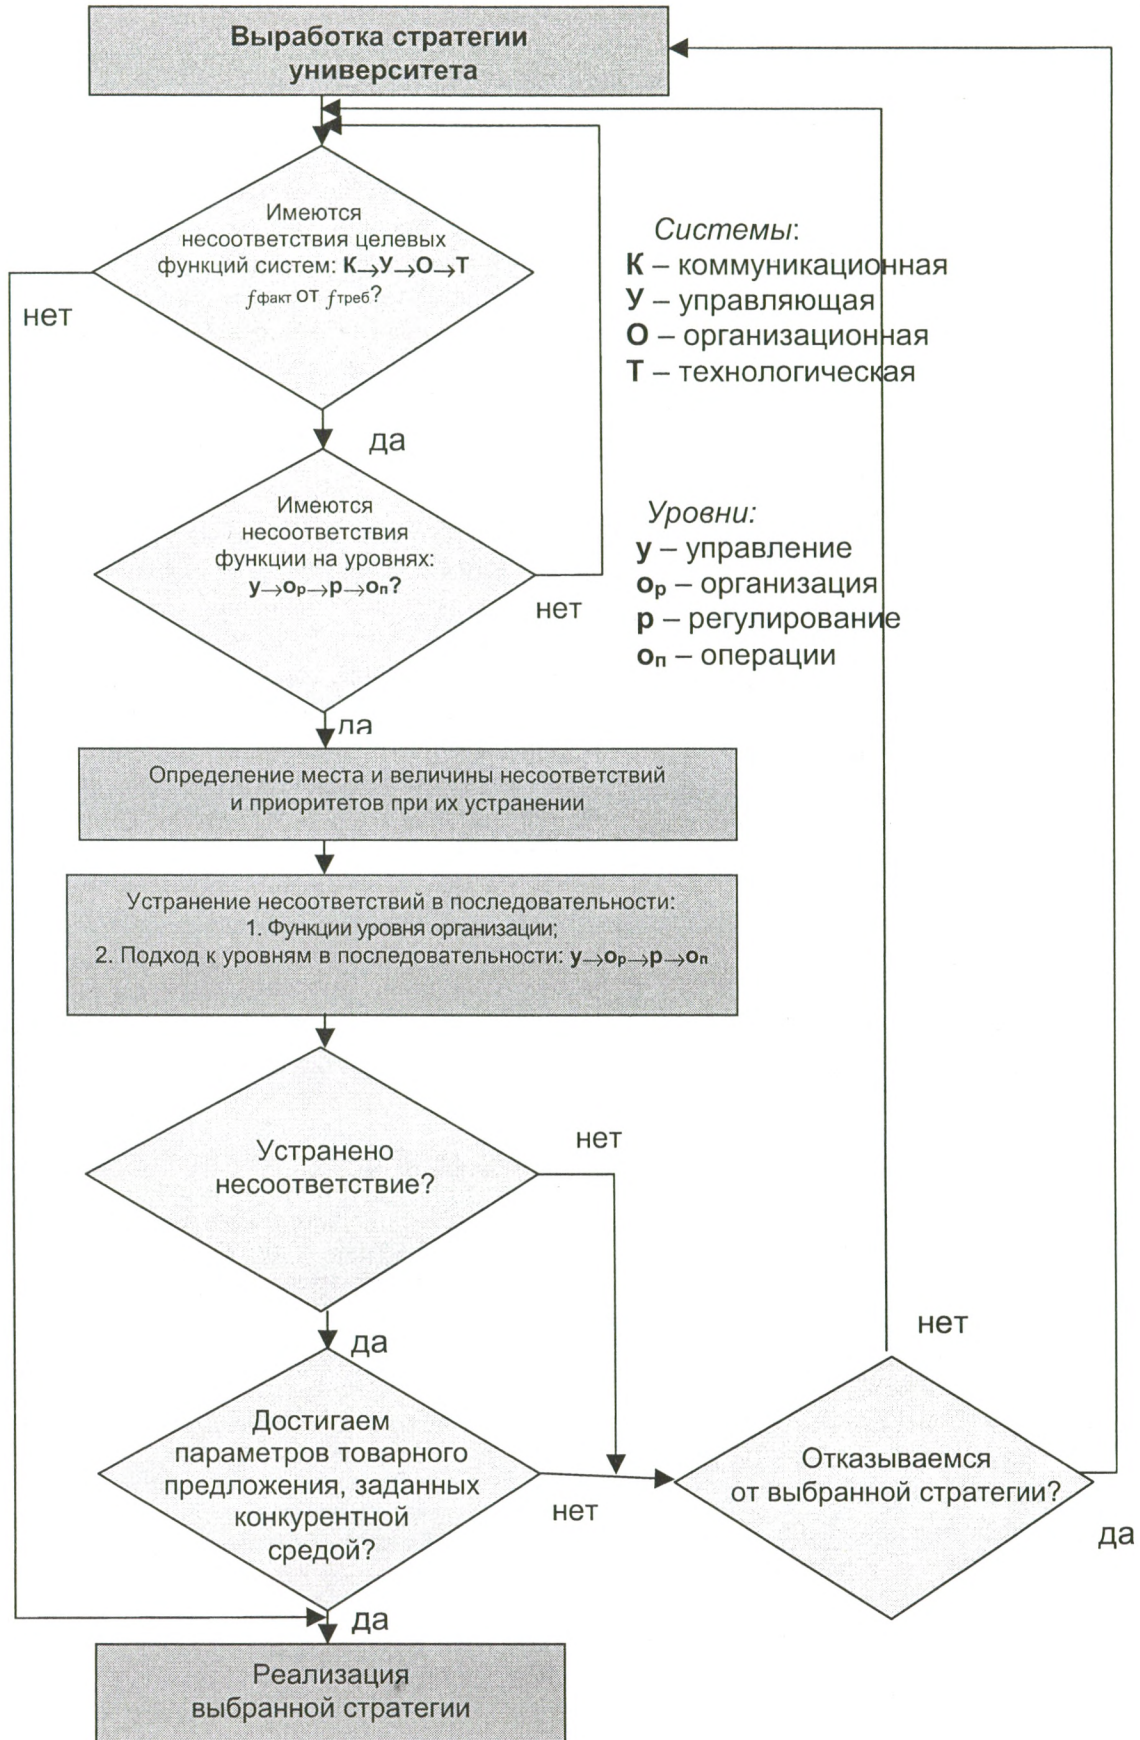 Выработка стратегии
университета
Имеются
несоответствия целевых
функций систем: К→У→О→Т
fфакт от fтреб?
нет
Системы:
К – коммуникационная
У – управляющая
О – организационная
Т – технологическая
да
Имеются
несоответствия
функции на уровнях:
у→ор→р→оп?
нет
Уровни:
у – управление
ор – организация
р – регулирование
оп – операции
да
Определение места и величины несоответствий
и приоритетов при их устранении
Устранение несоответствий в последовательности:
1. Функции уровня организации;
2. Подход к уровням в последовательности: у→ор→р→оп
Устранено
несоответствие?
нет
да
Достигаем
параметров товарного
предложения, заданных
конкурентной
средой?
нет
нет
Отказываемся
от выбранной стратегии?
да
да
Реализация
выбранной стратегии